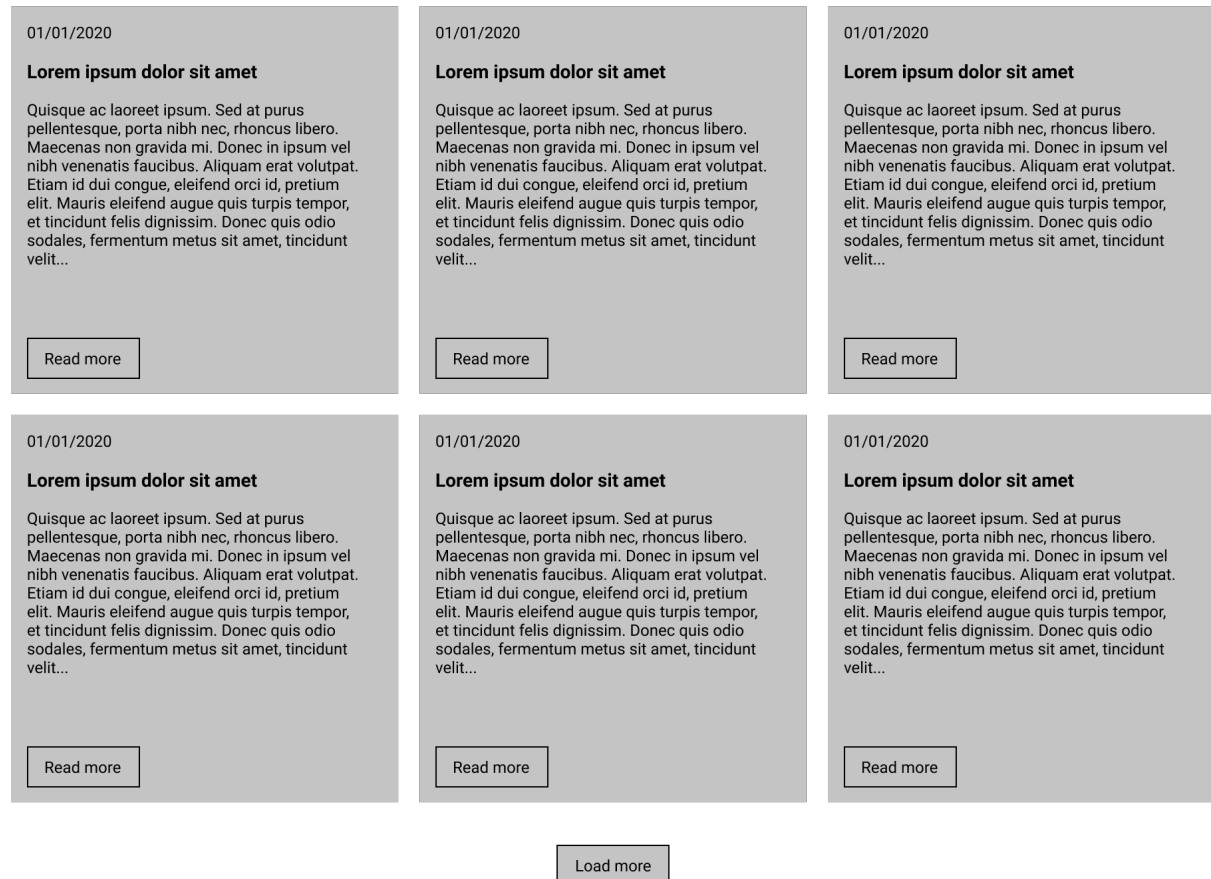 01/01/2020
Lorem ipsum dolor sit amet
Quisque ac laoreet ipsum. Sed at purus
pellentesque, porta nibh nec, rhoncus libero.
Maecenas non gravida mi. Donec in ipsum vel
nibh venenatis faucibus. Aliquam erat volutpat.
Etiam id dui congue, eleifend orci id, pretium
elit. Mauris eleifend augue quis turpis tempor,
et tincidunt felis dignissim. Donec quis odio
sodales, fermentum metus sit amet, tincidunt
velit...
Read more
01/01/2020
Lorem ipsum dolor sit amet
Quisque ac laoreet ipsum. Sed at purus
pellentesque, porta nibh nec, rhoncus libero.
Maecenas non gravida mi. Donec in ipsum vel
nibh venenatis faucibus. Aliquam erat volutpat.
Etiam id dui congue, eleifend orci id, pretium
elit. Mauris eleifend augue quis turpis tempor,
et tincidunt felis dignissim. Donec quis odio
sodales, fermentum metus sit amet, tincidunt
velit...
Read more
01/01/2020
Lorem ipsum dolor sit amet
Quisque ac laoreet ipsum. Sed at purus
pellentesque, porta nibh nec, rhoncus libero.
Maecenas non gravida mi. Donec in ipsum vel
nibh venenatis faucibus. Aliquam erat volutpat.
Etiam id dui congue, eleifend orci id, pretium
elit. Mauris eleifend augue quis turpis tempor,
et tincidunt felis dignissim. Donec quis odio
sodales, fermentum metus sit amet, tincidunt
velit...
Read more
01/01/2020
Lorem ipsum dolor sit amet
Quisque ac laoreet ipsum. Sed at purus
pellentesque, porta nibh nec, rhoncus libero.
Maecenas non gravida mi. Donec in ipsum vel
nibh venenatis faucibus. Aliquam erat volutpat.
Etiam id dui congue, eleifend orci id, pretium
elit. Mauris eleifend augue quis turpis tempor,
et tincidunt felis dignissim. Donec quis odio
sodales, fermentum metus sit amet, tincidunt
velit...
Read more
01/01/2020
Lorem ipsum dolor sit amet
Quisque ac laoreet ipsum. Sed at purus
pellentesque, porta nibh nec, rhoncus libero.
Maecenas non gravida mi. Donec in ipsum vel
nibh venenatis faucibus. Aliquam erat volutpat.
Etiam id dui congue, eleifend orci id, pretium
elit. Mauris eleifend augue quis turpis tempor,
et tincidunt felis dignissim. Donec quis odio
sodales, fermentum metus sit amet, tincidunt
velit...
Read more
01/01/2020
Lorem ipsum dolor sit amet
Quisque ac laoreet ipsum. Sed at purus
pellentesque, porta nibh nec, rhoncus libero.
Maecenas non gravida mi. Donec in ipsum vel
nibh venenatis faucibus. Aliquam erat volutpat.
Etiam id dui congue, eleifend orci id, pretium
elit. Mauris eleifend augue quis turpis tempor,
et tincidunt felis dignissim. Donec quis odio
sodales, fermentum metus sit amet, tincidunt
velit...
Read more
Load more